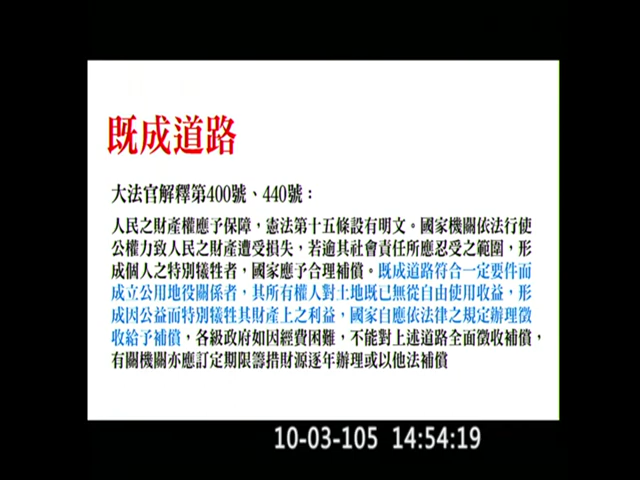 既成道路
大法官解釋第400號、440號：
人民之財產權應予保障，憲法第十五條設有明文。國家機關依法行使
公權力致人民之財產遭受損失，若逾其社會責任所應忍受之範圍，形
成個人之特別犧牲者，國家應予合理補償。既成道路符合一定要件而
成立公用地役關係者，其所有權人對土地既已無從自由使用收益，形
成因公益而特別犧牲其財產上之利益，國家自應依法律之規定辦理徵
收給予補償，各級政府如因經費困難，不能對上述道路全面徵收補償，
有關機關亦應訂定期限籌措財源逐年辦理或以他法補償
10-03-105 14:54:19